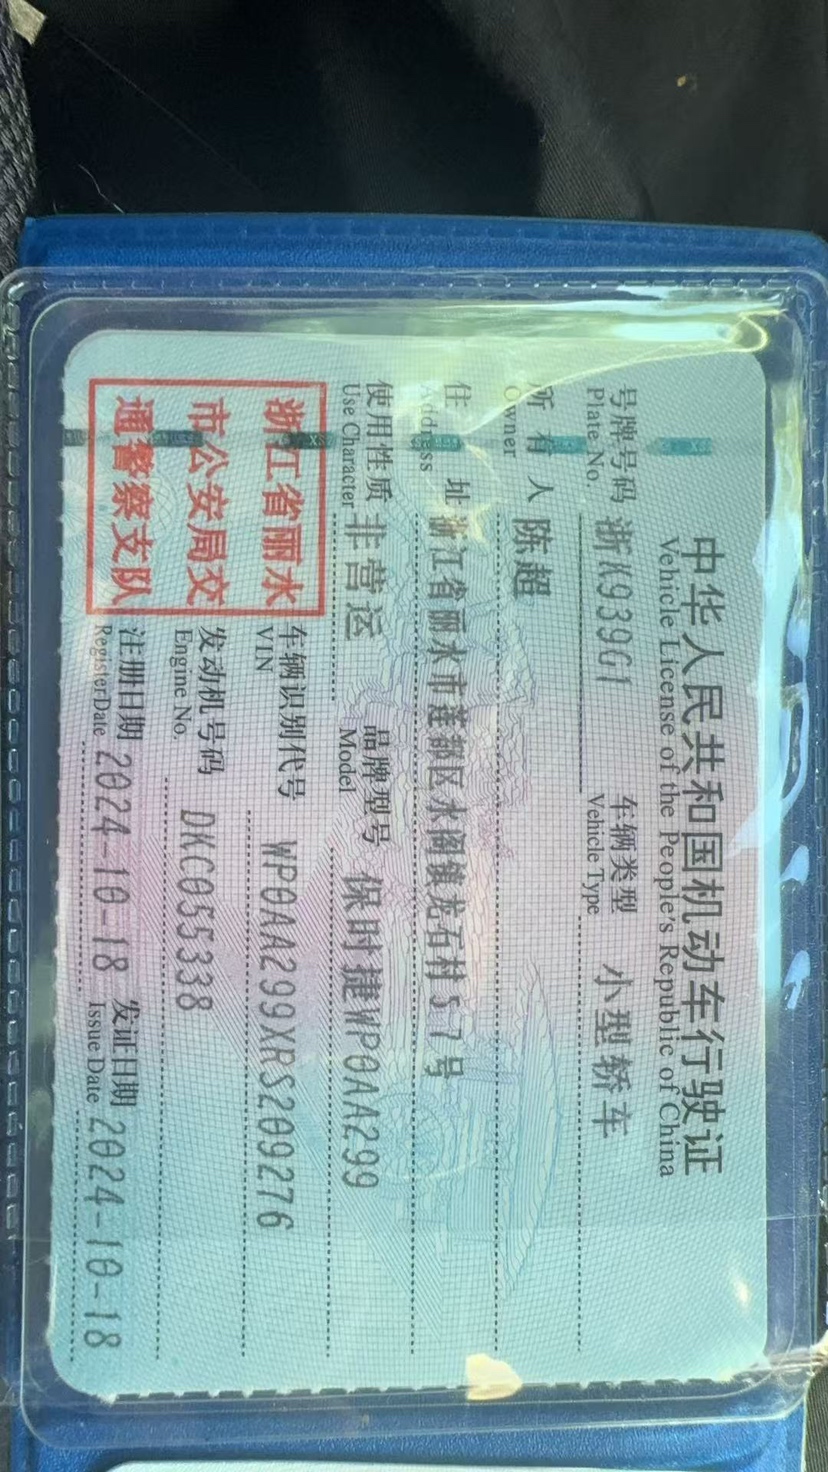 中华人民共和国机动车行驶证
Vehicle License of the People's Republic of China
号牌号码 浙K939G1 车辆类型 小型轿车
Plate No. Vehicle Type
所有人 陈超
Owner
住址 浙江省丽水市莲都区水阁镇龙石村57号
Address
使用性质 非营运 品牌型号 保时捷WP0AA299
Use Character Model
浙江省丽水
市公安局交
通警察支队
车辆识别代号 WP0AA299XRS209276
VIN
发动机号码 DKC055338
Engine No.
注册日期 2024-10-18 发证日期 2024-10-18
Register Date Issue Date